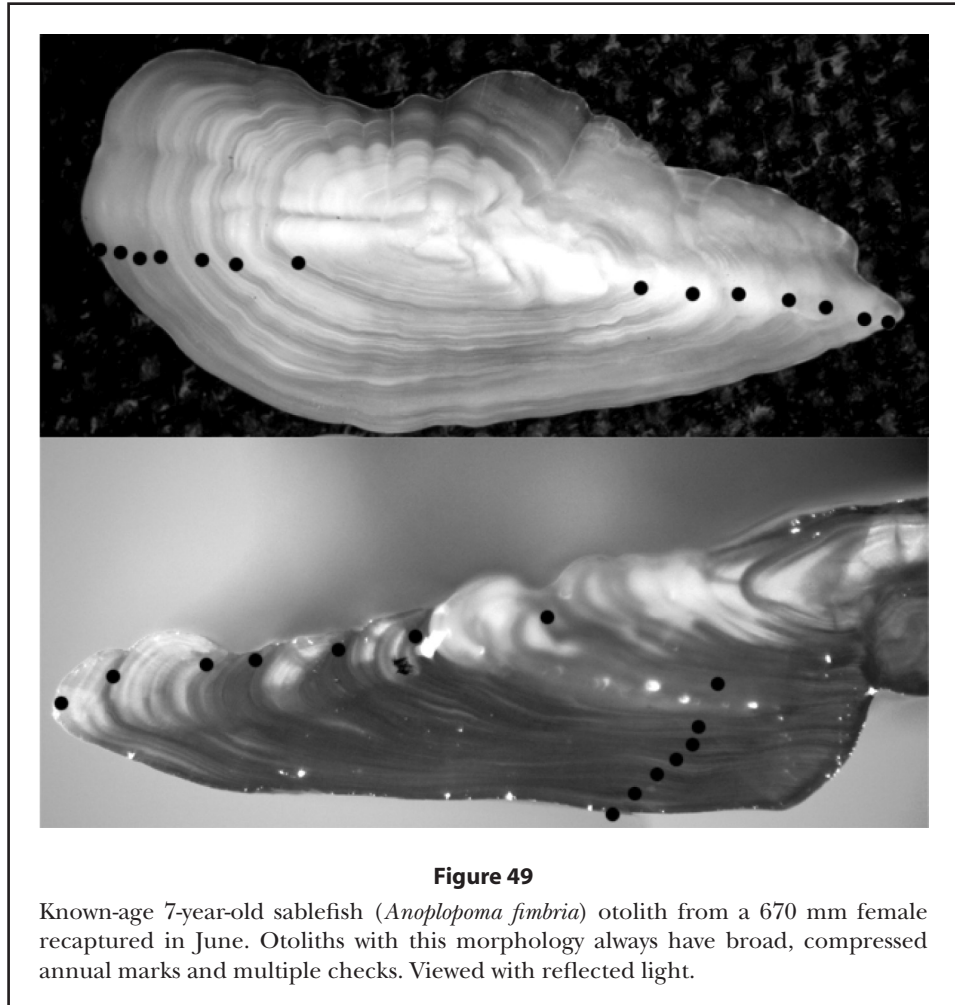 Figure 49
Known-age 7-year-old sablefish (Anoplopoma fimbria) otolith from a 670 mm female
recaptured in June. Otoliths with this morphology always have broad, compressed
annual marks and multiple checks. Viewed with reflected light.